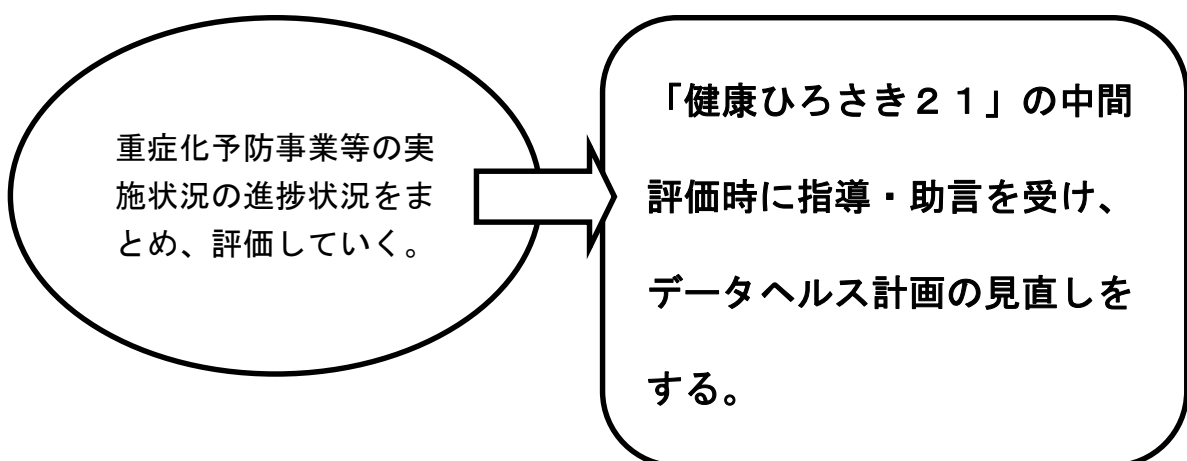 重症化予防事業等の実
施状況の進捗状況をま
とめ、評価していく。
「健康ひろさき２１」の中間
評価時に指導・助言を受け、
データヘルス計画の見直しを
する。